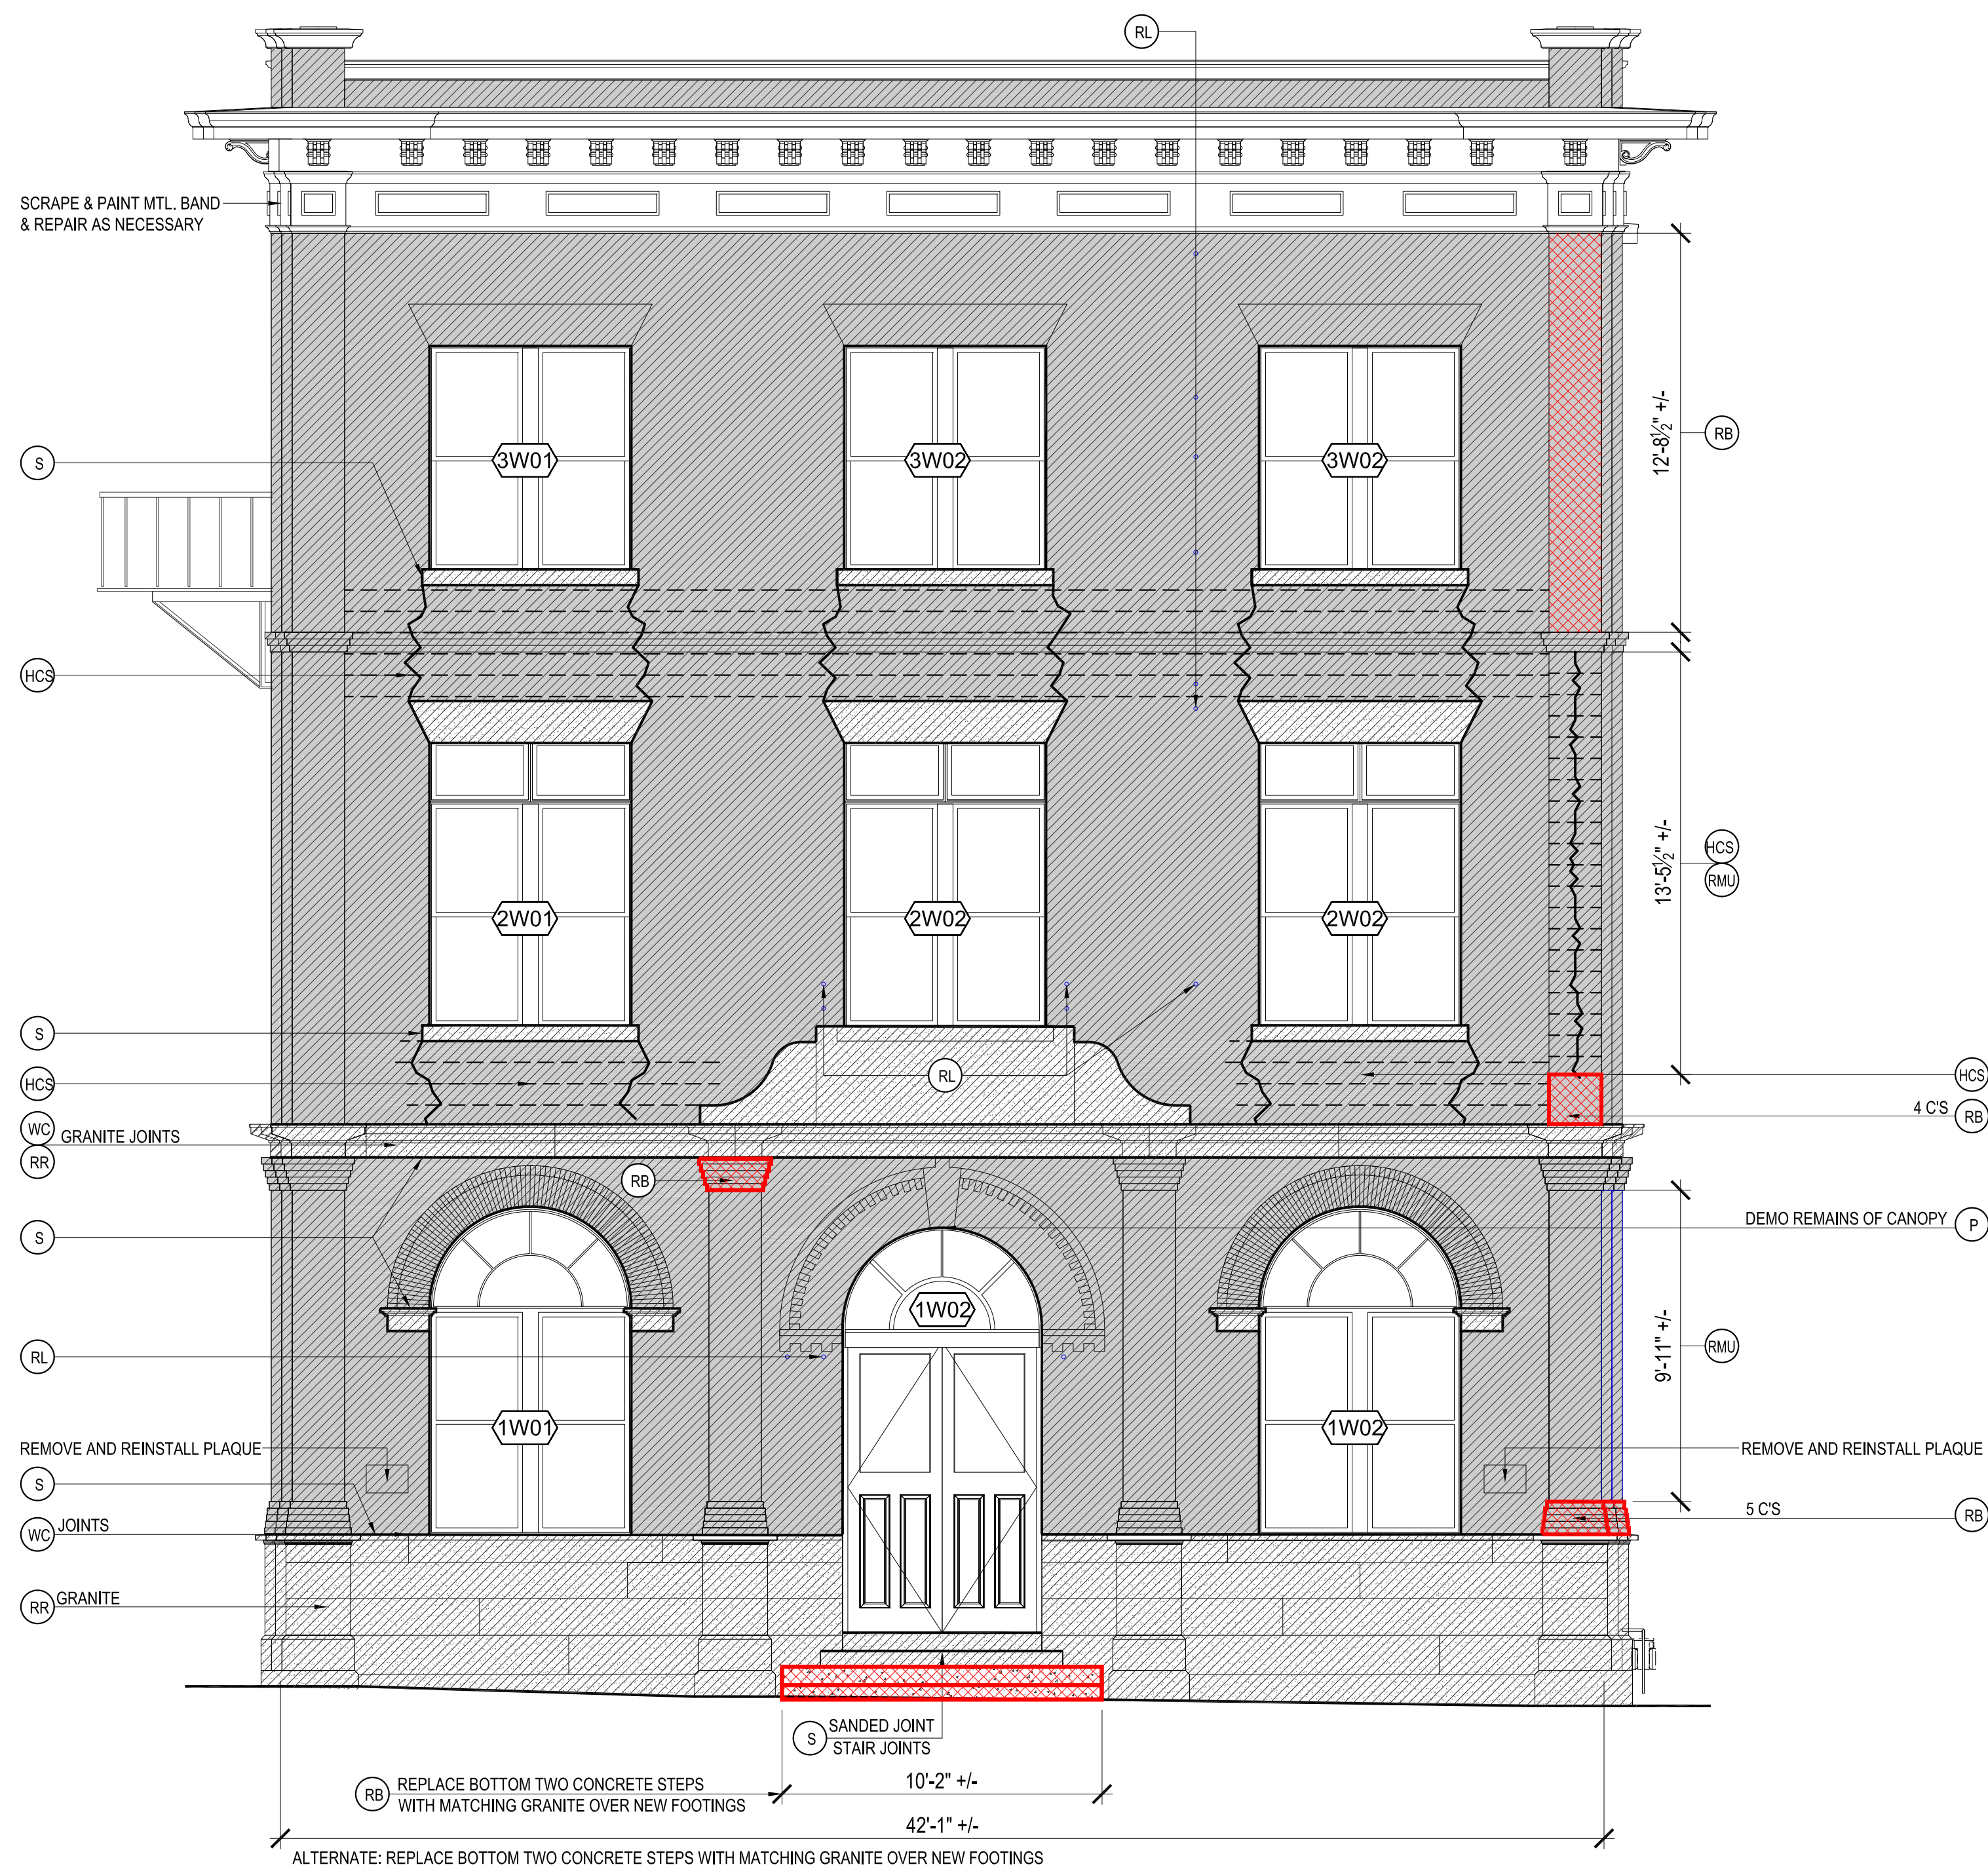 RL
SCRAPE & PAINT MTL. BAND
& REPAIR AS NECESSARY
12'-8½" +/-
RB
S
3W01
3W02
3W02
HCS
13'-5½" +/-
HCS
RMU
2W01
2W02
2W02
S
RL
HCS
HCS
4 C'S
RB
WC
GRANITE JOINTS
RR
RB
S
DEMO REMAINS OF CANOPY
P
1W02
RL
9'-11" +/-
RMU
1W01
1W02
REMOVE AND REINSTALL PLAQUE
REMOVE AND REINSTALL PLAQUE
S
5 C'S
RB
WC
JOINTS
RR
GRANITE
S
SANDED JOINT
STAIR JOINTS
RB
REPLACE BOTTOM TWO CONCRETE STEPS
WITH MATCHING GRANITE OVER NEW FOOTINGS
10'-2" +/-
42'-1" +/-
ALTERNATE: REPLACE BOTTOM TWO CONCRETE STEPS WITH MATCHING GRANITE OVER NEW FOOTINGS